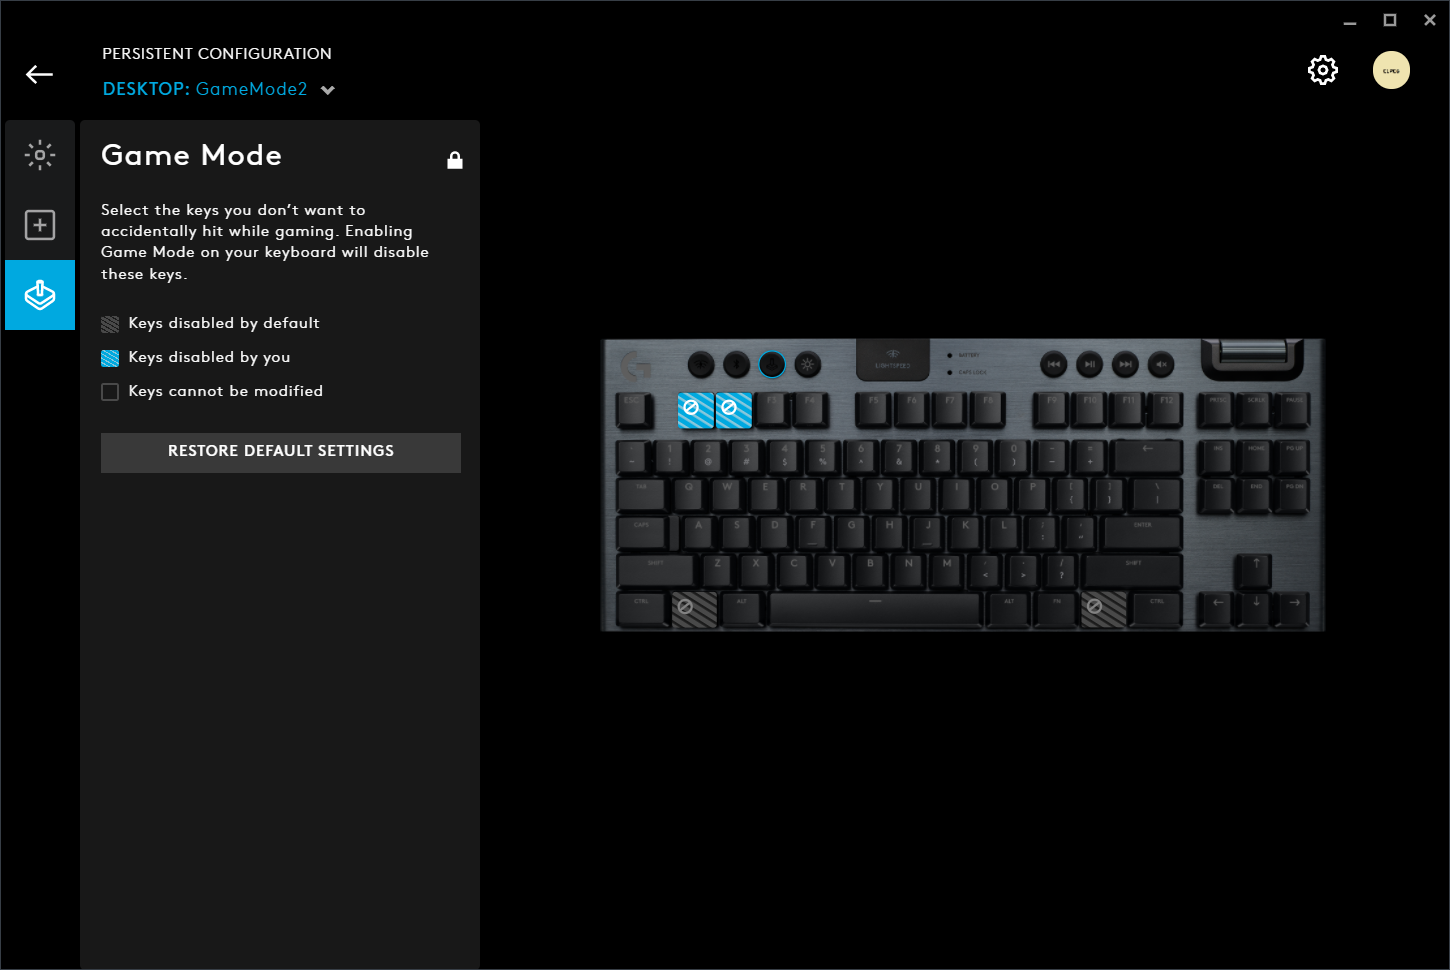 PERSISTENT CONFIGURATION
DESKTOP: GameMode2
CLPEG
Game Mode
Select the keys you don't want to
accidentally hit while gaming. Enabling
Game Mode on your keyboard will disable
these keys.
Keys disabled by default
Keys disabled by you
Keys cannot be modified
RESTORE DEFAULT SETTINGS
LIGHTSPEED
BATTERY
CAPS LOCK
ESC F3 F4 F5 F6 F7 F8 F9 F10 F11 F12 PRTSC SCRLK PAUSE
1 2 3 4 5 6 7 8 9 0 - = ← INS HOME PG UP
~ ! @ # $ % ^ & * ( ) _ +
TAB Q W E R T Y U I O P [ ] \ DEL END PG DN
{ } |
CAPS A S D F G H J K L ; ' ENTER
SHIFT Z X C V B N M , . / SHIFT ↑
< > ?
CTRL ALT ALT FN CTRL ← ↓ →